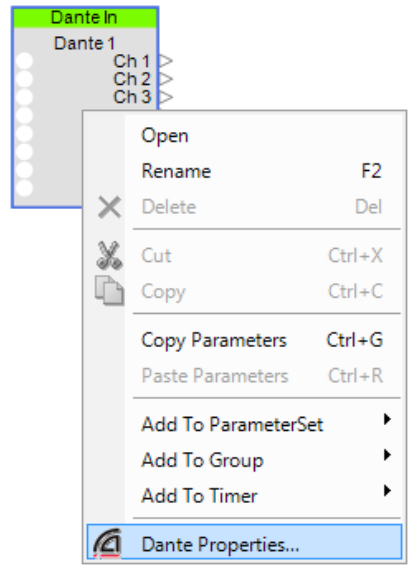 Dante In
Dante 1
Ch 1
Ch 2
Ch 3
Open
Rename F2
Delete Del
Cut Ctrl+X
Copy Ctrl+C
Copy Parameters Ctrl+G
Paste Parameters Ctrl+R
Add To ParameterSet
Add To Group
Add To Timer
Dante Properties...